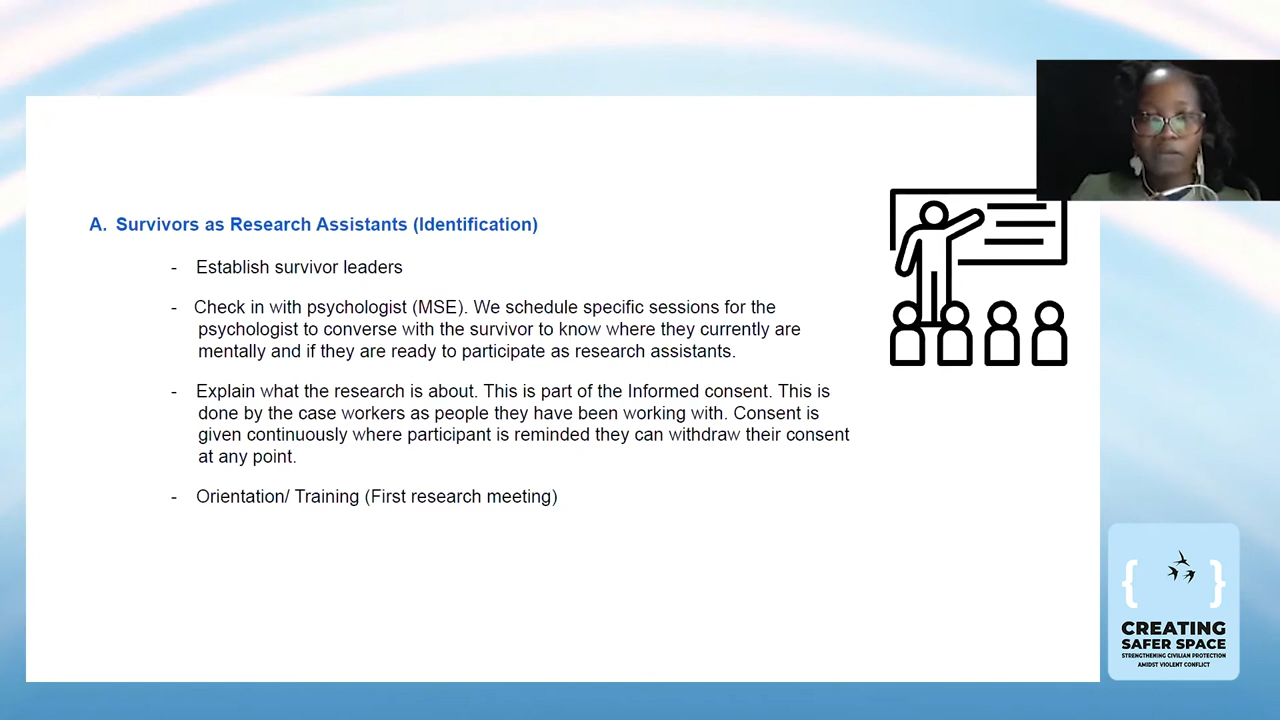 A. Survivors as Research Assistants (Identification)
- Establish survivor leaders
- Check in with psychologist (MSE). We schedule specific sessions for the
psychologist to converse with the survivor to know where they currently are
mentally and if they are ready to participate as research assistants.
- Explain what the research is about. This is part of the Informed consent. This is
done by the case workers as people they have been working with. Consent is
given continuously where participant is reminded they can withdraw their consent
at any point.
- Orientation/ Training (First research meeting)
{ }
CREATING
SAFER SPACE
STRENGTHENING CIVILIAN PROTECTION
AMIDST VIOLENT CONFLICT